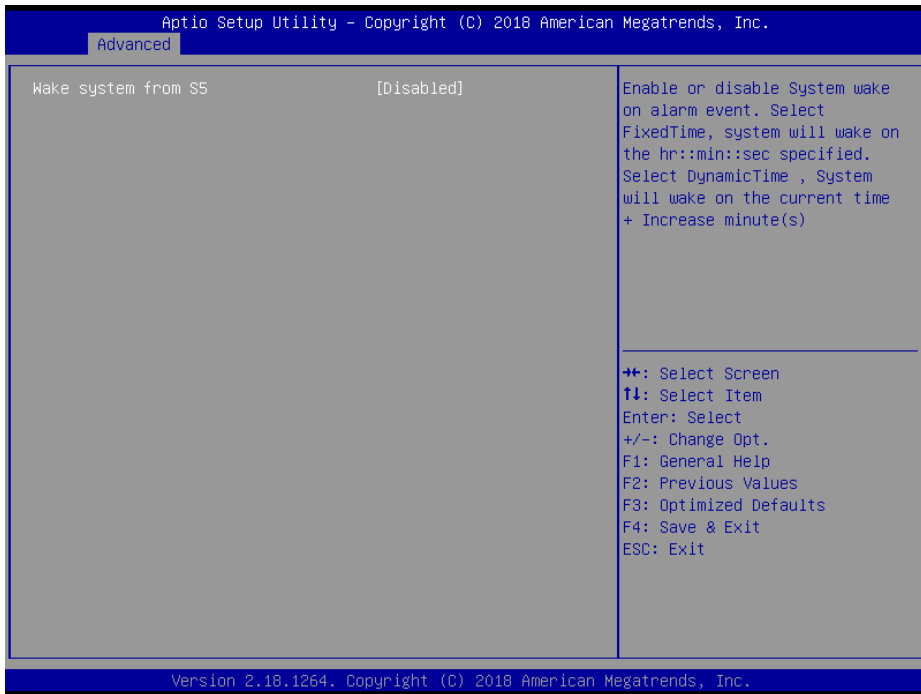 Aptio Setup Utility – Copyright (C) 2018 American Megatrends, Inc.
Advanced
Wake system from S5 [Disabled]
Enable or disable System wake
on alarm event. Select
FixedTime, system will wake on
the hr::min::sec specified.
Select DynamicTime , System
will wake on the current time
+ Increase minute(s)
→←: Select Screen
↑↓: Select Item
Enter: Select
+/-: Change Opt.
F1: General Help
F2: Previous Values
F3: Optimized Defaults
F4: Save & Exit
ESC: Exit
Version 2.18.1264. Copyright (C) 2018 American Megatrends, Inc.